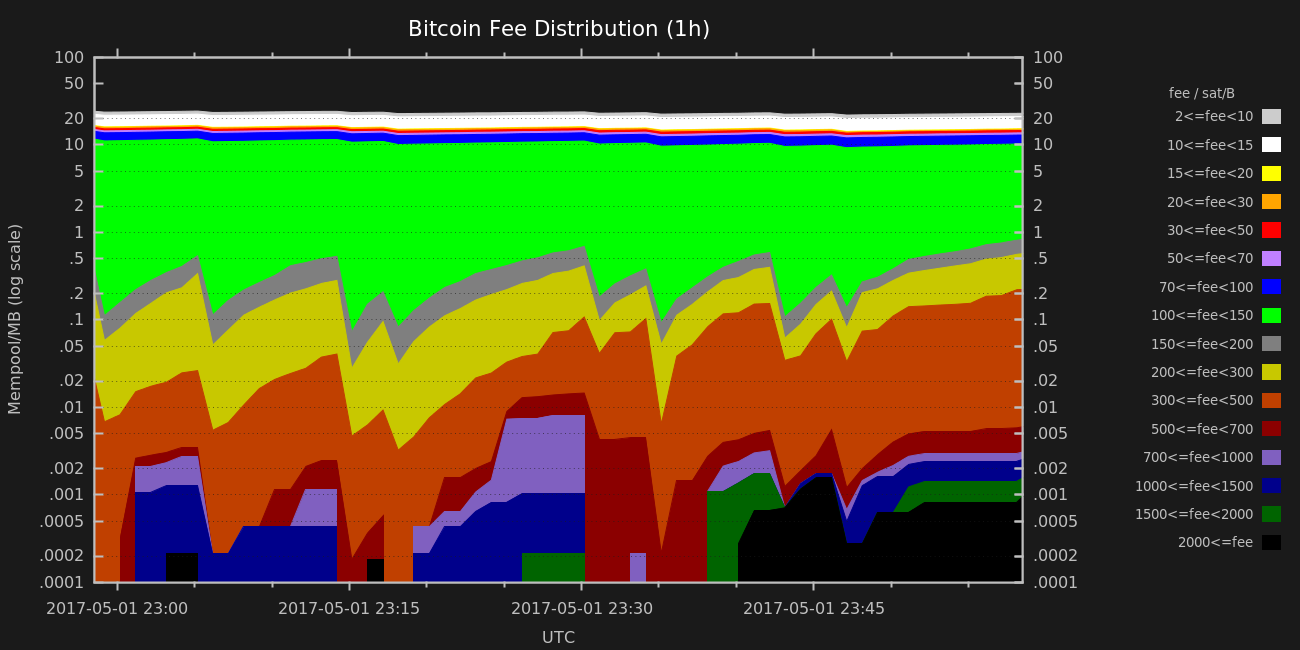 Bitcoin Fee Distribution (1h)
Mempool/MB (log scale)
100
50
20
10
5
2
1
.5
.2
.1
.05
.02
.01
.005
.002
.001
.0005
.0002
.0001
100
50
20
10
5
2
1
.5
.2
.1
.05
.02
.01
.005
.002
.001
.0005
.0002
.0001
2017-05-01 23:00
2017-05-01 23:15
2017-05-01 23:30
2017-05-01 23:45
UTC
fee / sat/B
2<=fee<10
10<=fee<15
15<=fee<20
20<=fee<30
30<=fee<50
50<=fee<70
70<=fee<100
100<=fee<150
150<=fee<200
200<=fee<300
300<=fee<500
500<=fee<700
700<=fee<1000
1000<=fee<1500
1500<=fee<2000
2000<=fee